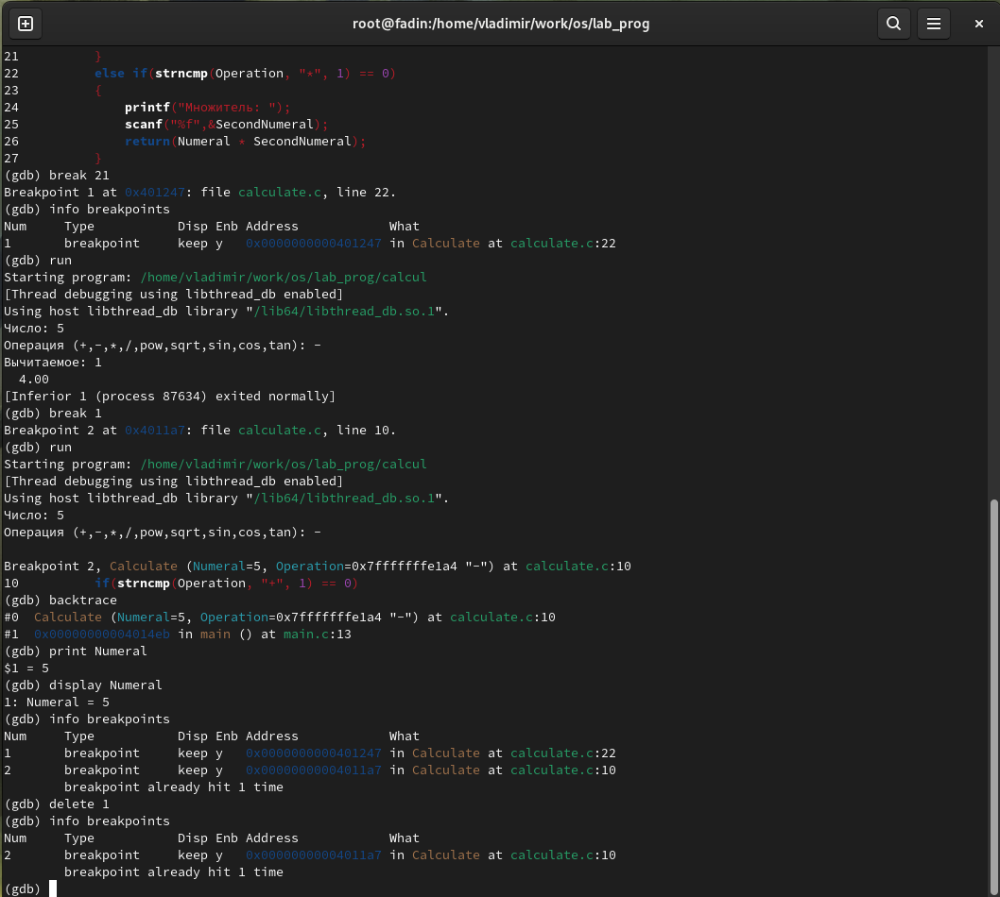 root@fadin:/home/vladimir/work/os/lab_prog
21          }
22          else if(strncmp(Operation, "*", 1) == 0)
23          {
24              printf("Множитель: ");
25              scanf("%f",&SecondNumeral);
26              return(Numeral * SecondNumeral);
27          }
(gdb) break 21
Breakpoint 1 at 0x401247: file calculate.c, line 22.
(gdb) info breakpoints
Num     Type           Disp Enb Address            What
1       breakpoint     keep y   0x0000000000401247 in Calculate at calculate.c:22
(gdb) run
Starting program: /home/vladimir/work/os/lab_prog/calcul
[Thread debugging using libthread_db enabled]
Using host libthread_db library "/lib64/libthread_db.so.1".
Число: 5
Операция (+,-,*,/,pow,sqrt,sin,cos,tan): -
Вычитаемое: 1
  4.00
[Inferior 1 (process 87634) exited normally]
(gdb) break 1
Breakpoint 2 at 0x4011a7: file calculate.c, line 10.
(gdb) run
Starting program: /home/vladimir/work/os/lab_prog/calcul
[Thread debugging using libthread_db enabled]
Using host libthread_db library "/lib64/libthread_db.so.1".
Число: 5
Операция (+,-,*,/,pow,sqrt,sin,cos,tan): -

Breakpoint 2, Calculate (Numeral=5, Operation=0x7fffffffe1a4 "-") at calculate.c:10
10          if(strncmp(Operation, "+", 1) == 0)
(gdb) backtrace
#0  Calculate (Numeral=5, Operation=0x7fffffffe1a4 "-") at calculate.c:10
#1  0x00000000004014eb in main () at main.c:13
(gdb) print Numeral
$1 = 5
(gdb) display Numeral
1: Numeral = 5
(gdb) info breakpoints
Num     Type           Disp Enb Address            What
1       breakpoint     keep y   0x0000000000401247 in Calculate at calculate.c:22
2       breakpoint     keep y   0x00000000004011a7 in Calculate at calculate.c:10
        breakpoint already hit 1 time
(gdb) delete 1
(gdb) info breakpoints
Num     Type           Disp Enb Address            What
2       breakpoint     keep y   0x00000000004011a7 in Calculate at calculate.c:10
        breakpoint already hit 1 time
(gdb)